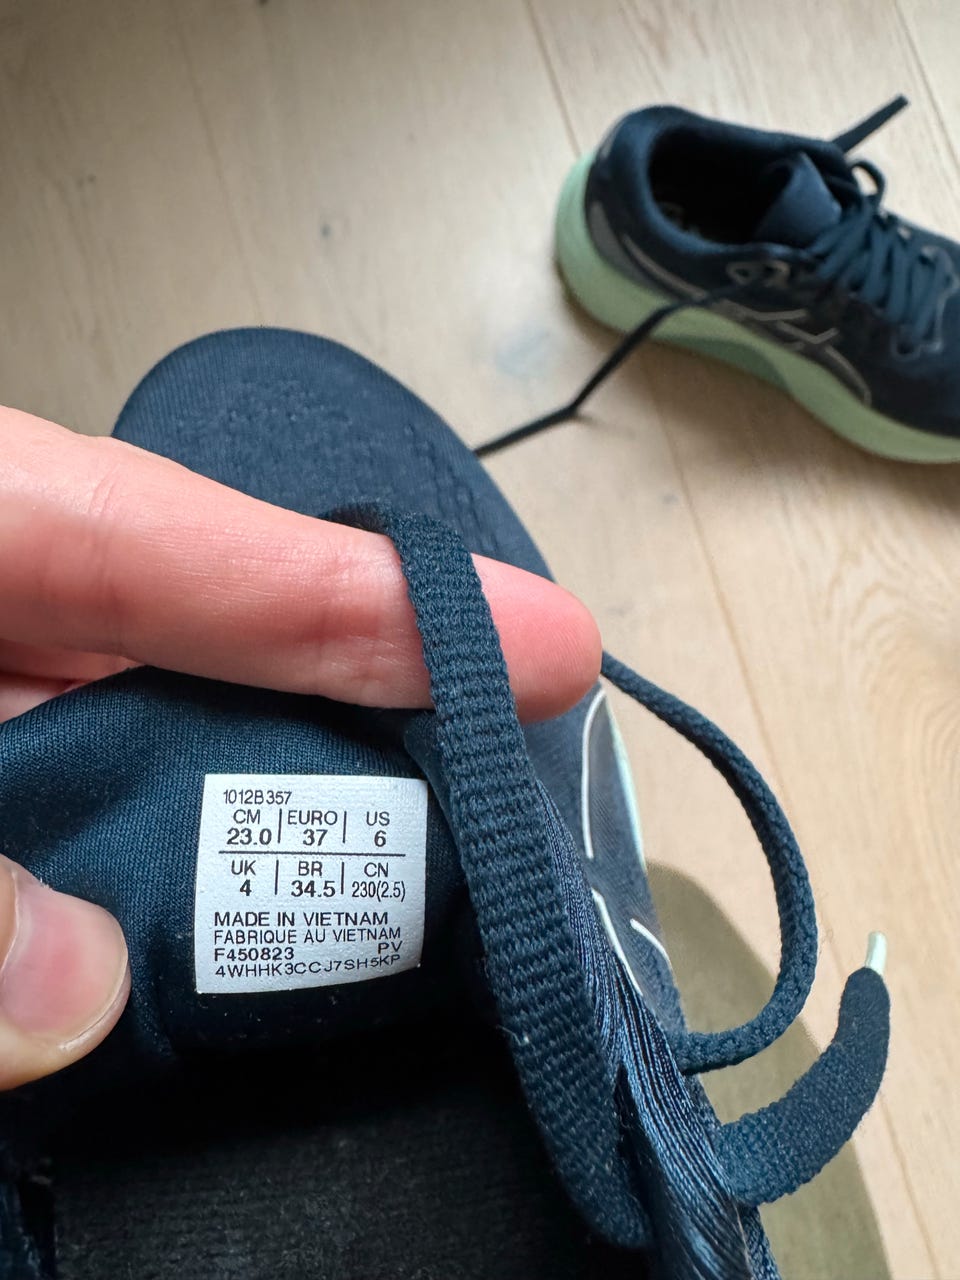 1012B357
CM | EURO | US
23.0 | 37 | 6
UK | BR | CN
4 | 34.5 | 230(2.5)
MADE IN VIETNAM
FABRIQUE AU VIETNAM
F450823 PV
4WHHK3CCJ7SH5KP